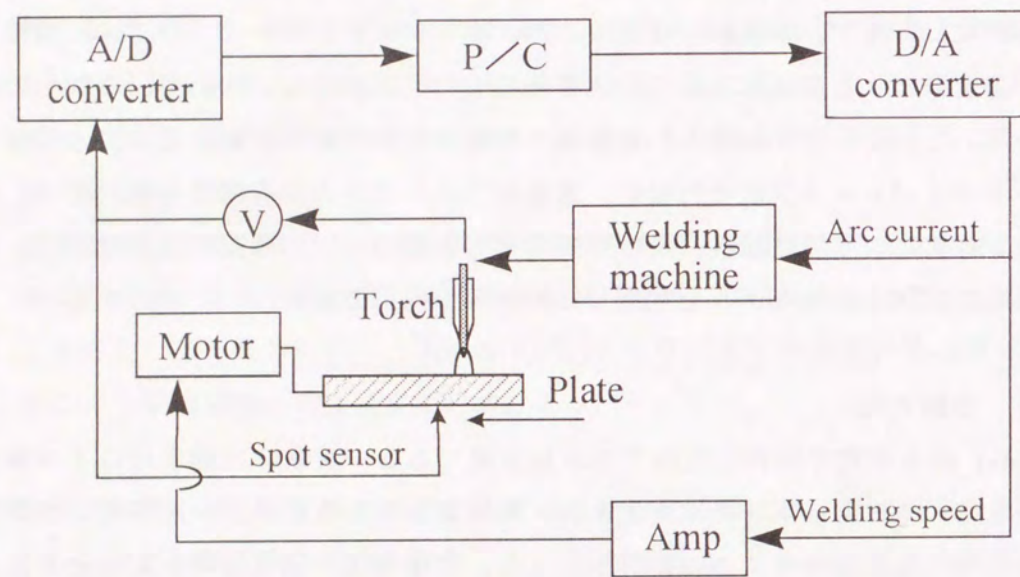 A/D
converter
P／C
D/A
converter
V
Welding
machine
Arc current
Torch
Motor
Plate
Spot sensor
Welding speed
Amp